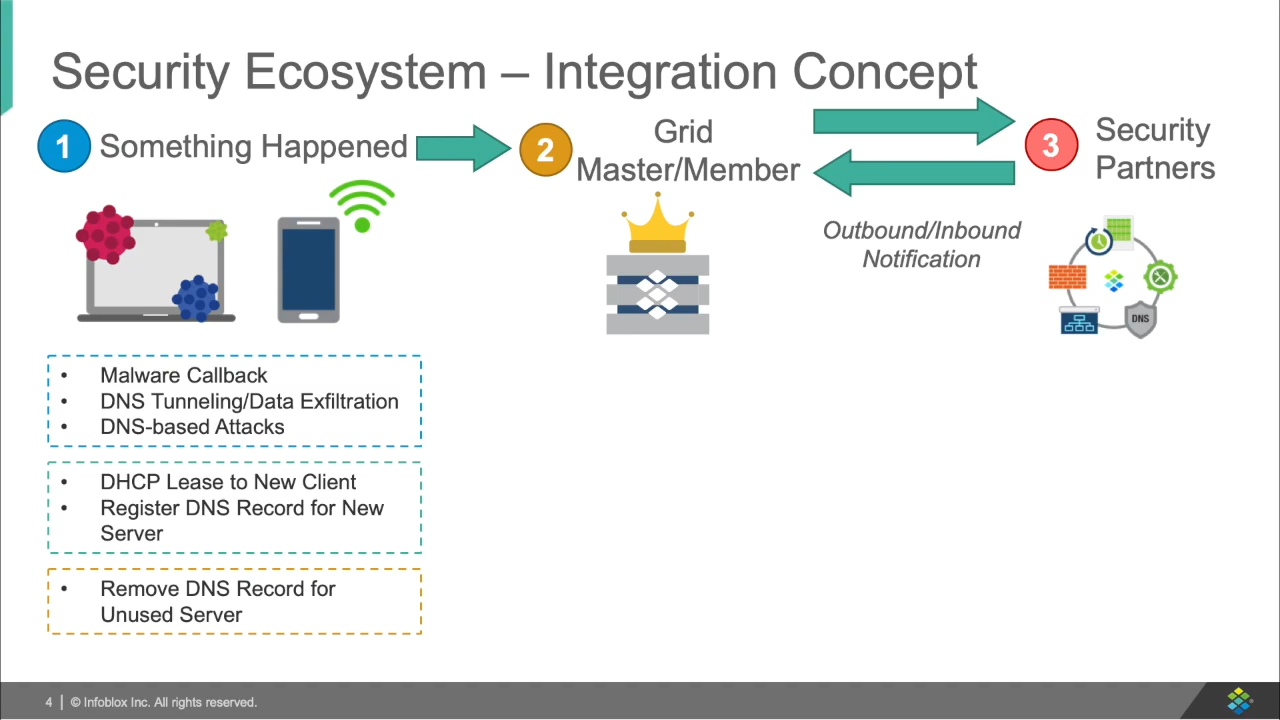 Security Ecosystem – Integration Concept
1 Something Happened
2 Grid
Master/Member
3 Security
Partners
Outbound/Inbound
Notification
DNS
• Malware Callback
• DNS Tunneling/Data Exfiltration
• DNS-based Attacks
• DHCP Lease to New Client
• Register DNS Record for New
Server
• Remove DNS Record for
Unused Server
4 | © Infoblox Inc. All rights reserved.